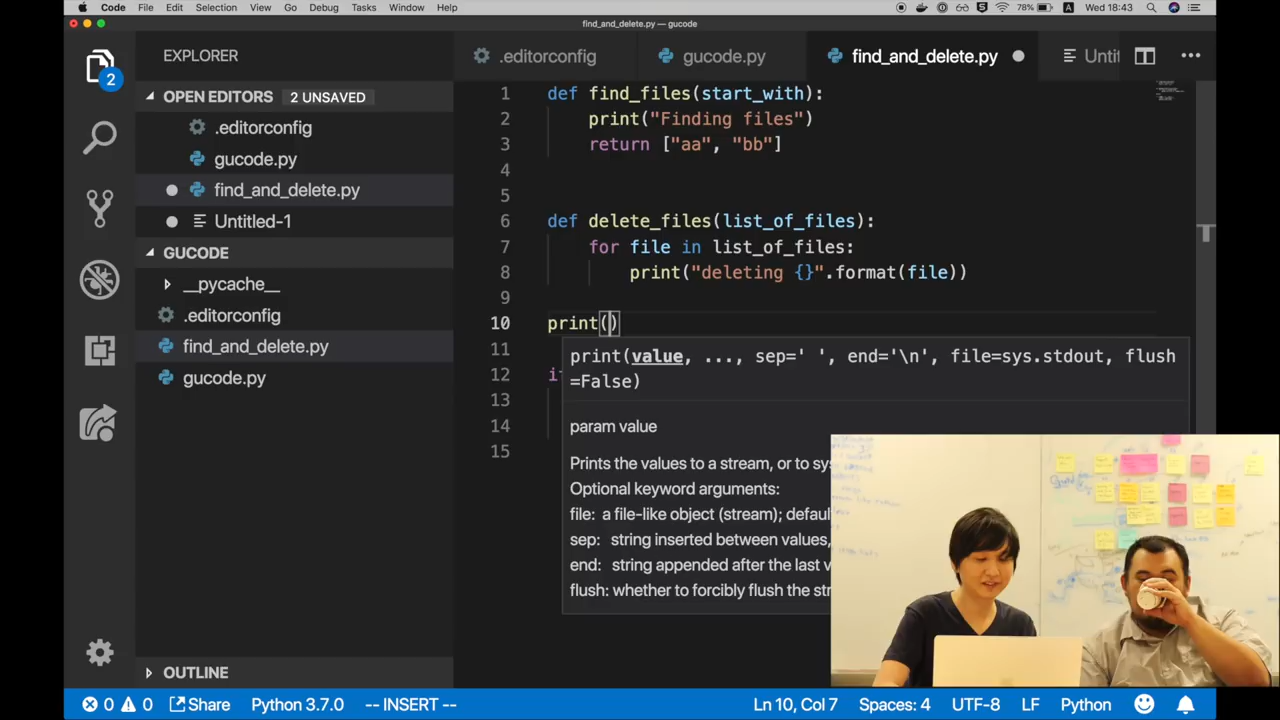 Code File Edit Selection View Go Debug Tasks Window Help
78% A Wed 18:43
find_and_delete.py — gucode
EXPLORER
.editorconfig gucode.py find_and_delete.py Untit
2
OPEN EDITORS 2 UNSAVED
.editorconfig
gucode.py
find_and_delete.py
Untitled-1
GUCODE
__pycache__
.editorconfig
find_and_delete.py
gucode.py
OUTLINE
1 def find_files(start_with):
2 print("Finding files")
3 return ["aa", "bb"]
4
5
6 def delete_files(list_of_files):
7 for file in list_of_files:
8 print("deleting {}".format(file))
9
10 print()
11
12 i
13
14
15
print(value, ..., sep=' ', end='\n', file=sys.stdout, flush
=False)
param value
Prints the values to a stream, or to sy
Optional keyword arguments:
file: a file-like object (stream); defaul
sep: string inserted between values,
end: string appended after the last v
flush: whether to forcibly flush the str
0 0 Share Python 3.7.0 -- INSERT -- Ln 10, Col 7 Spaces: 4 UTF-8 LF Python